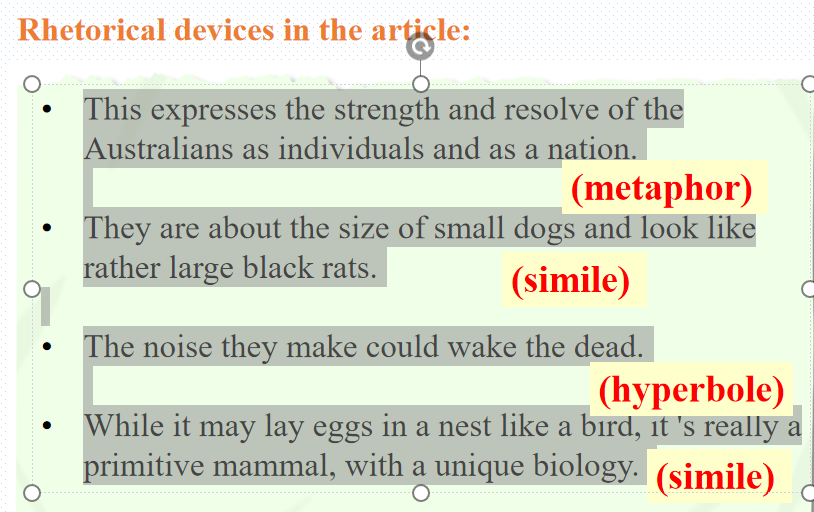 Rhetorical devices in the article:
• This expresses the strength and resolve of the
Australians as individuals and as a nation.
(metaphor)
• They are about the size of small dogs and look like
rather large black rats.
(simile)
• The noise they make could wake the dead.
(hyperbole)
• While it may lay eggs in a nest like a bird, it 's really a
primitive mammal, with a unique biology.
(simile)